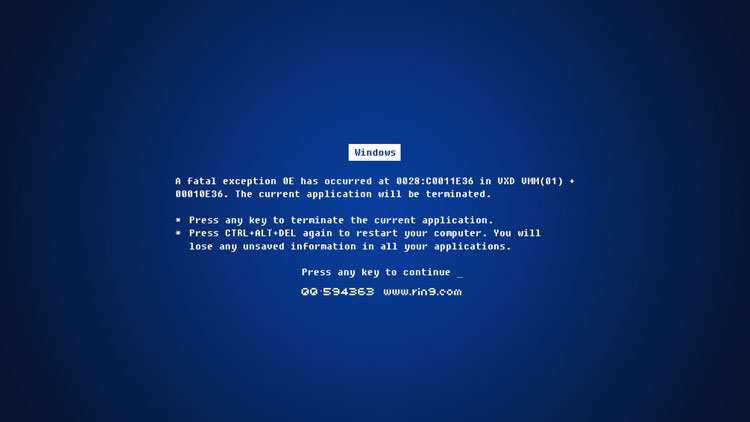 Windows
A fatal exception 0E has occurred at 0028:C0011E36 in VXD VMM(01) +
00010E36. The current application will be terminated.
* Press any key to terminate the current application.
* Press CTRL+ALT+DEL again to restart your computer. You will
lose any unsaved information in all your applications.
Press any key to continue _
QQ·594363 www.rin9.com